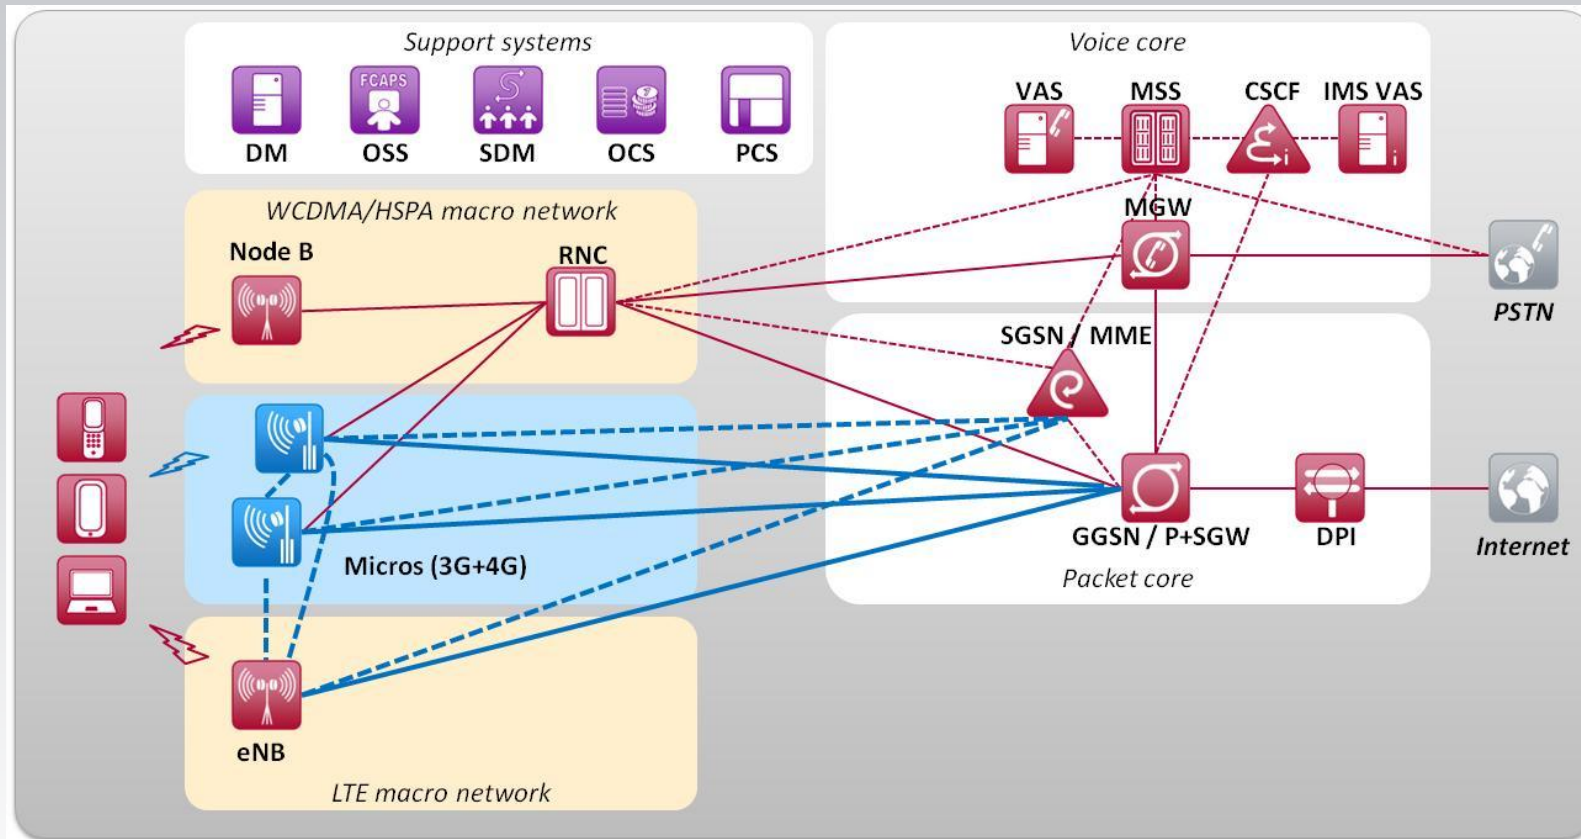 Support systems
FCAPS
DM
OSS
SDM
OCS
PCS
Voice core
VAS
MSS
CSCF
IMS VAS
i
i
MGW
PSTN
WCDMA/HSPA macro network
Node B
RNC
SGSN / MME
GGSN / P+SGW
DPI
Internet
Packet core
Micros (3G+4G)
eNB
LTE macro network